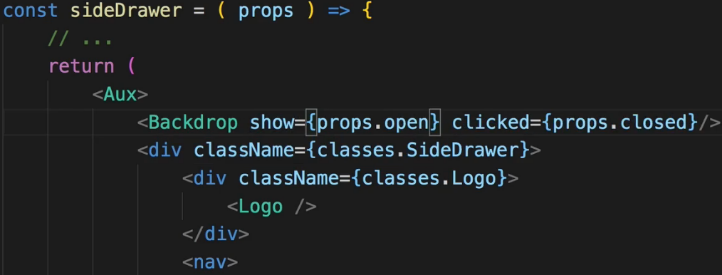 const sideDrawer = ( props ) => {
// ...
return (
<Aux>
<Backdrop show={props.open} clicked={props.closed}/>
<div className={classes.SideDrawer}>
<div className={classes.Logo}>
<Logo />
</div>
<nav>